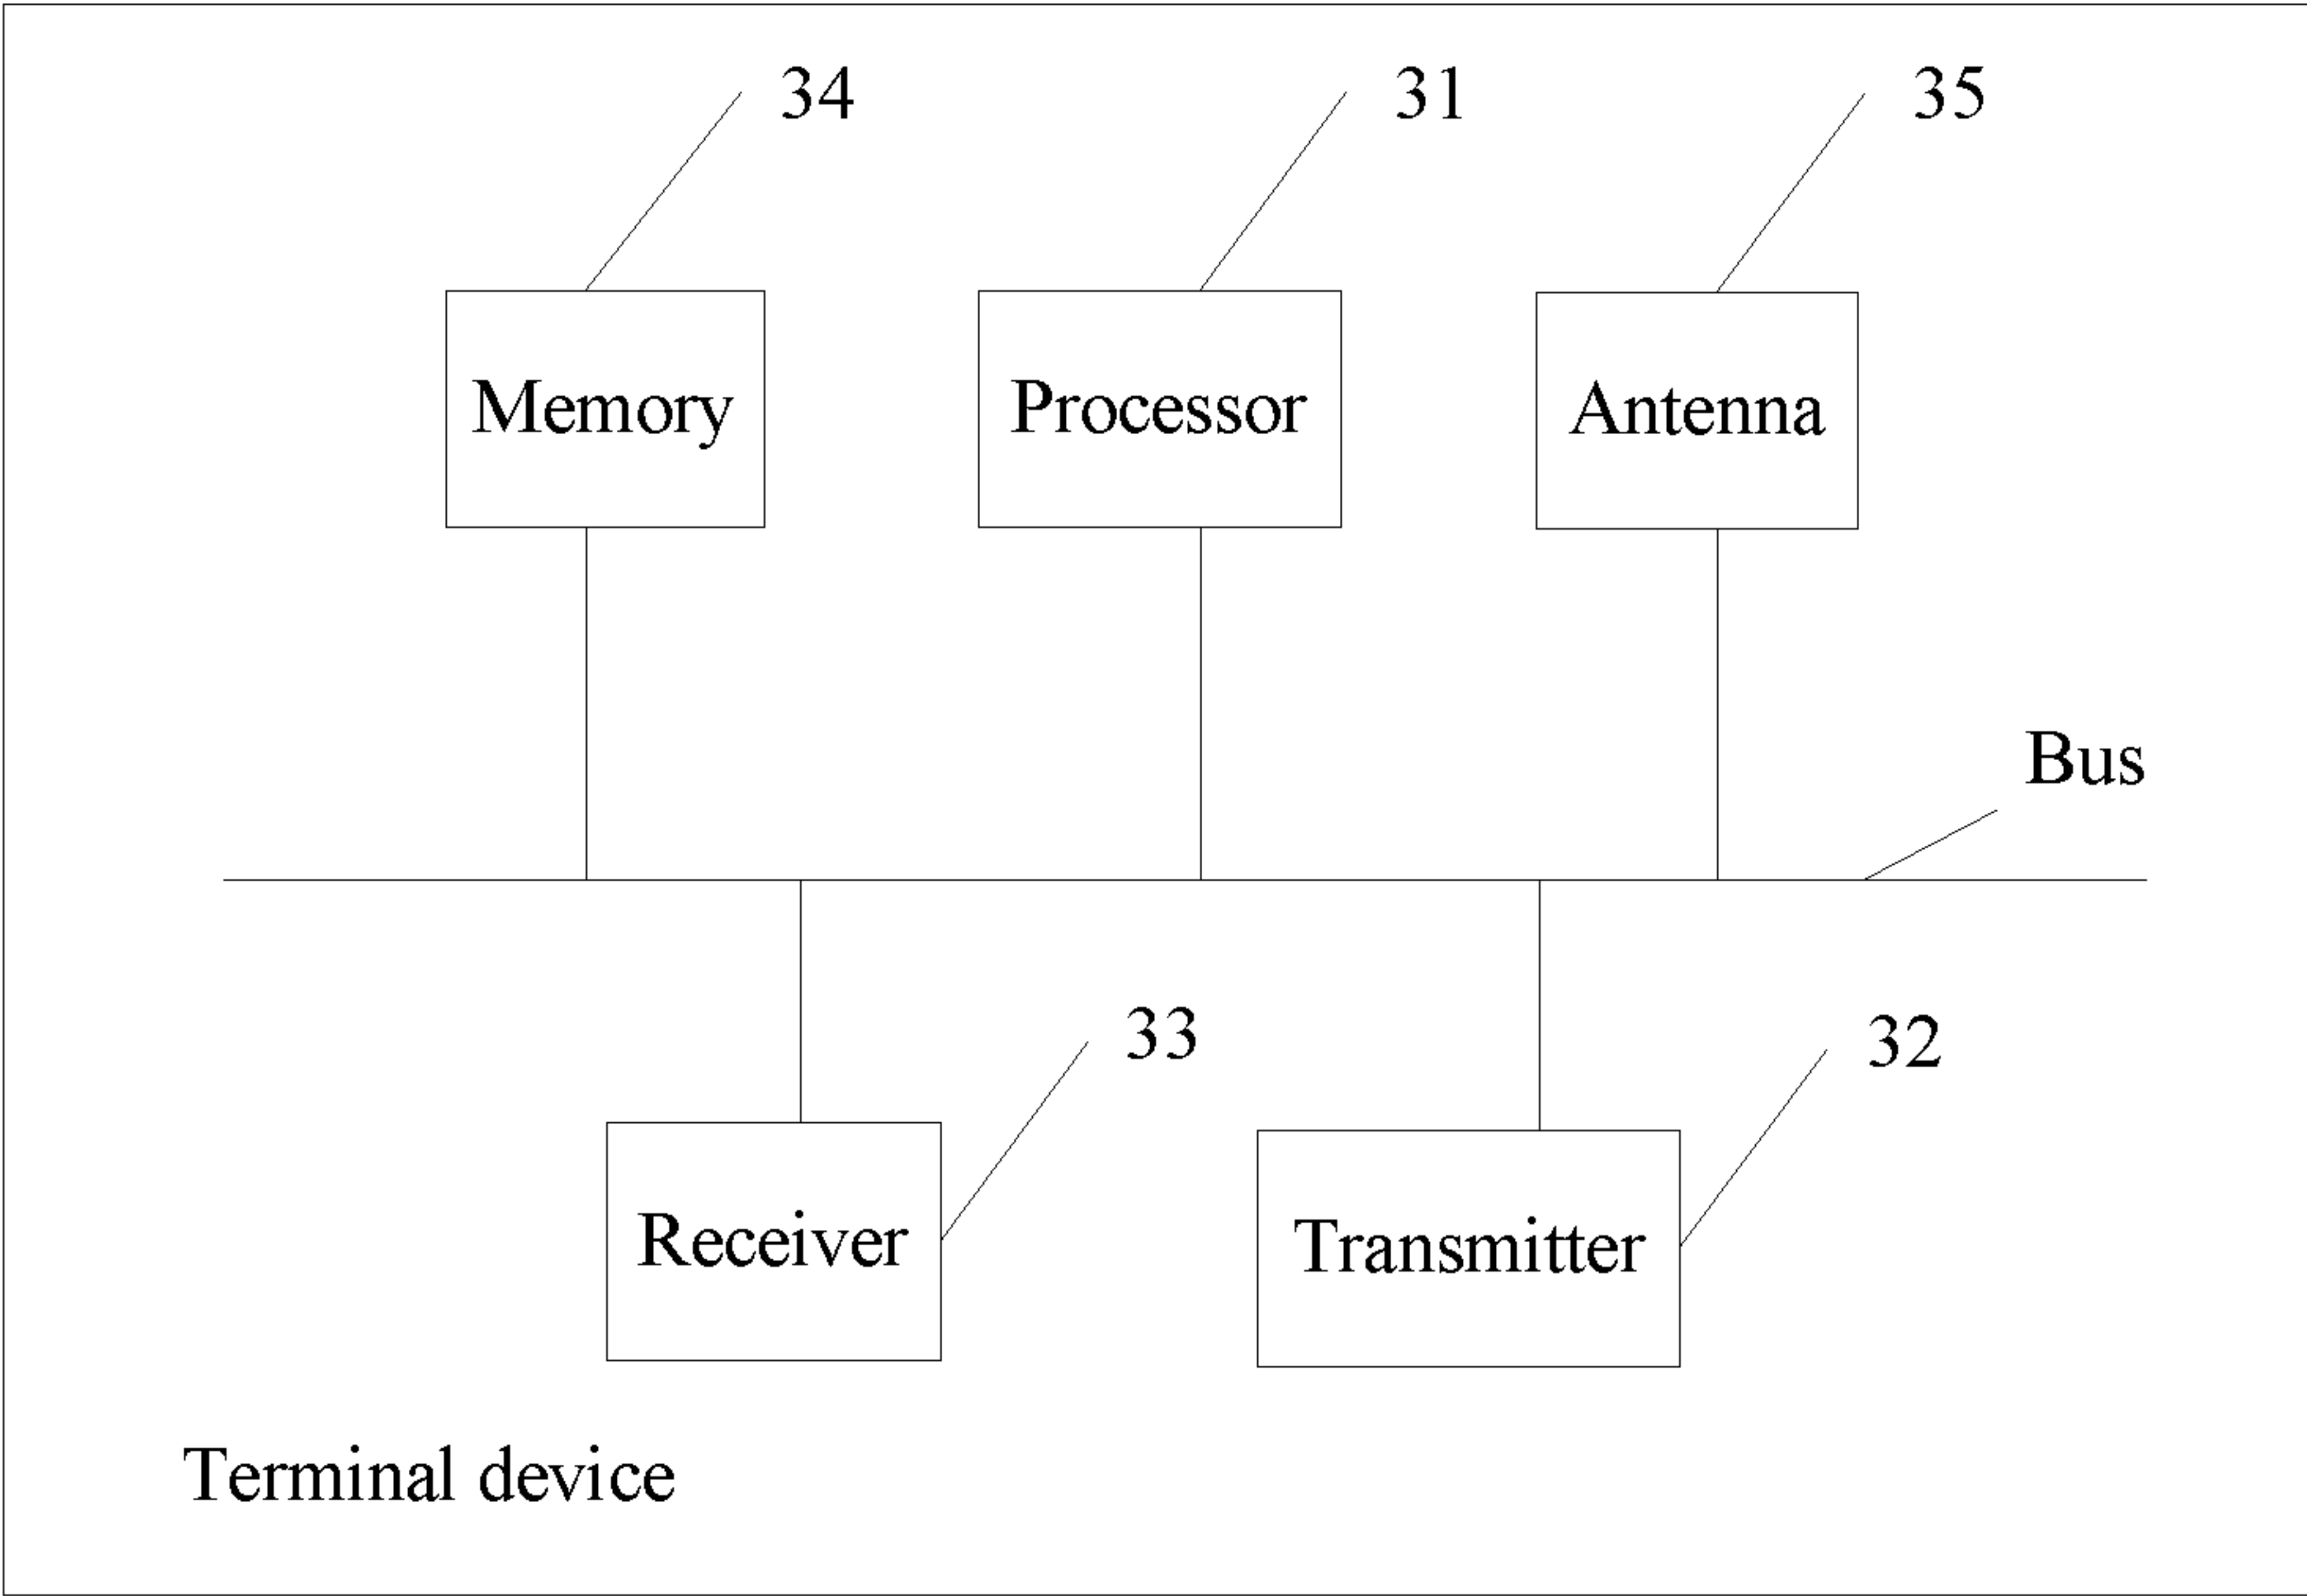 34
31
35
Memory
Processor
Antenna
Bus
33
32
Receiver
Transmitter
Terminal device